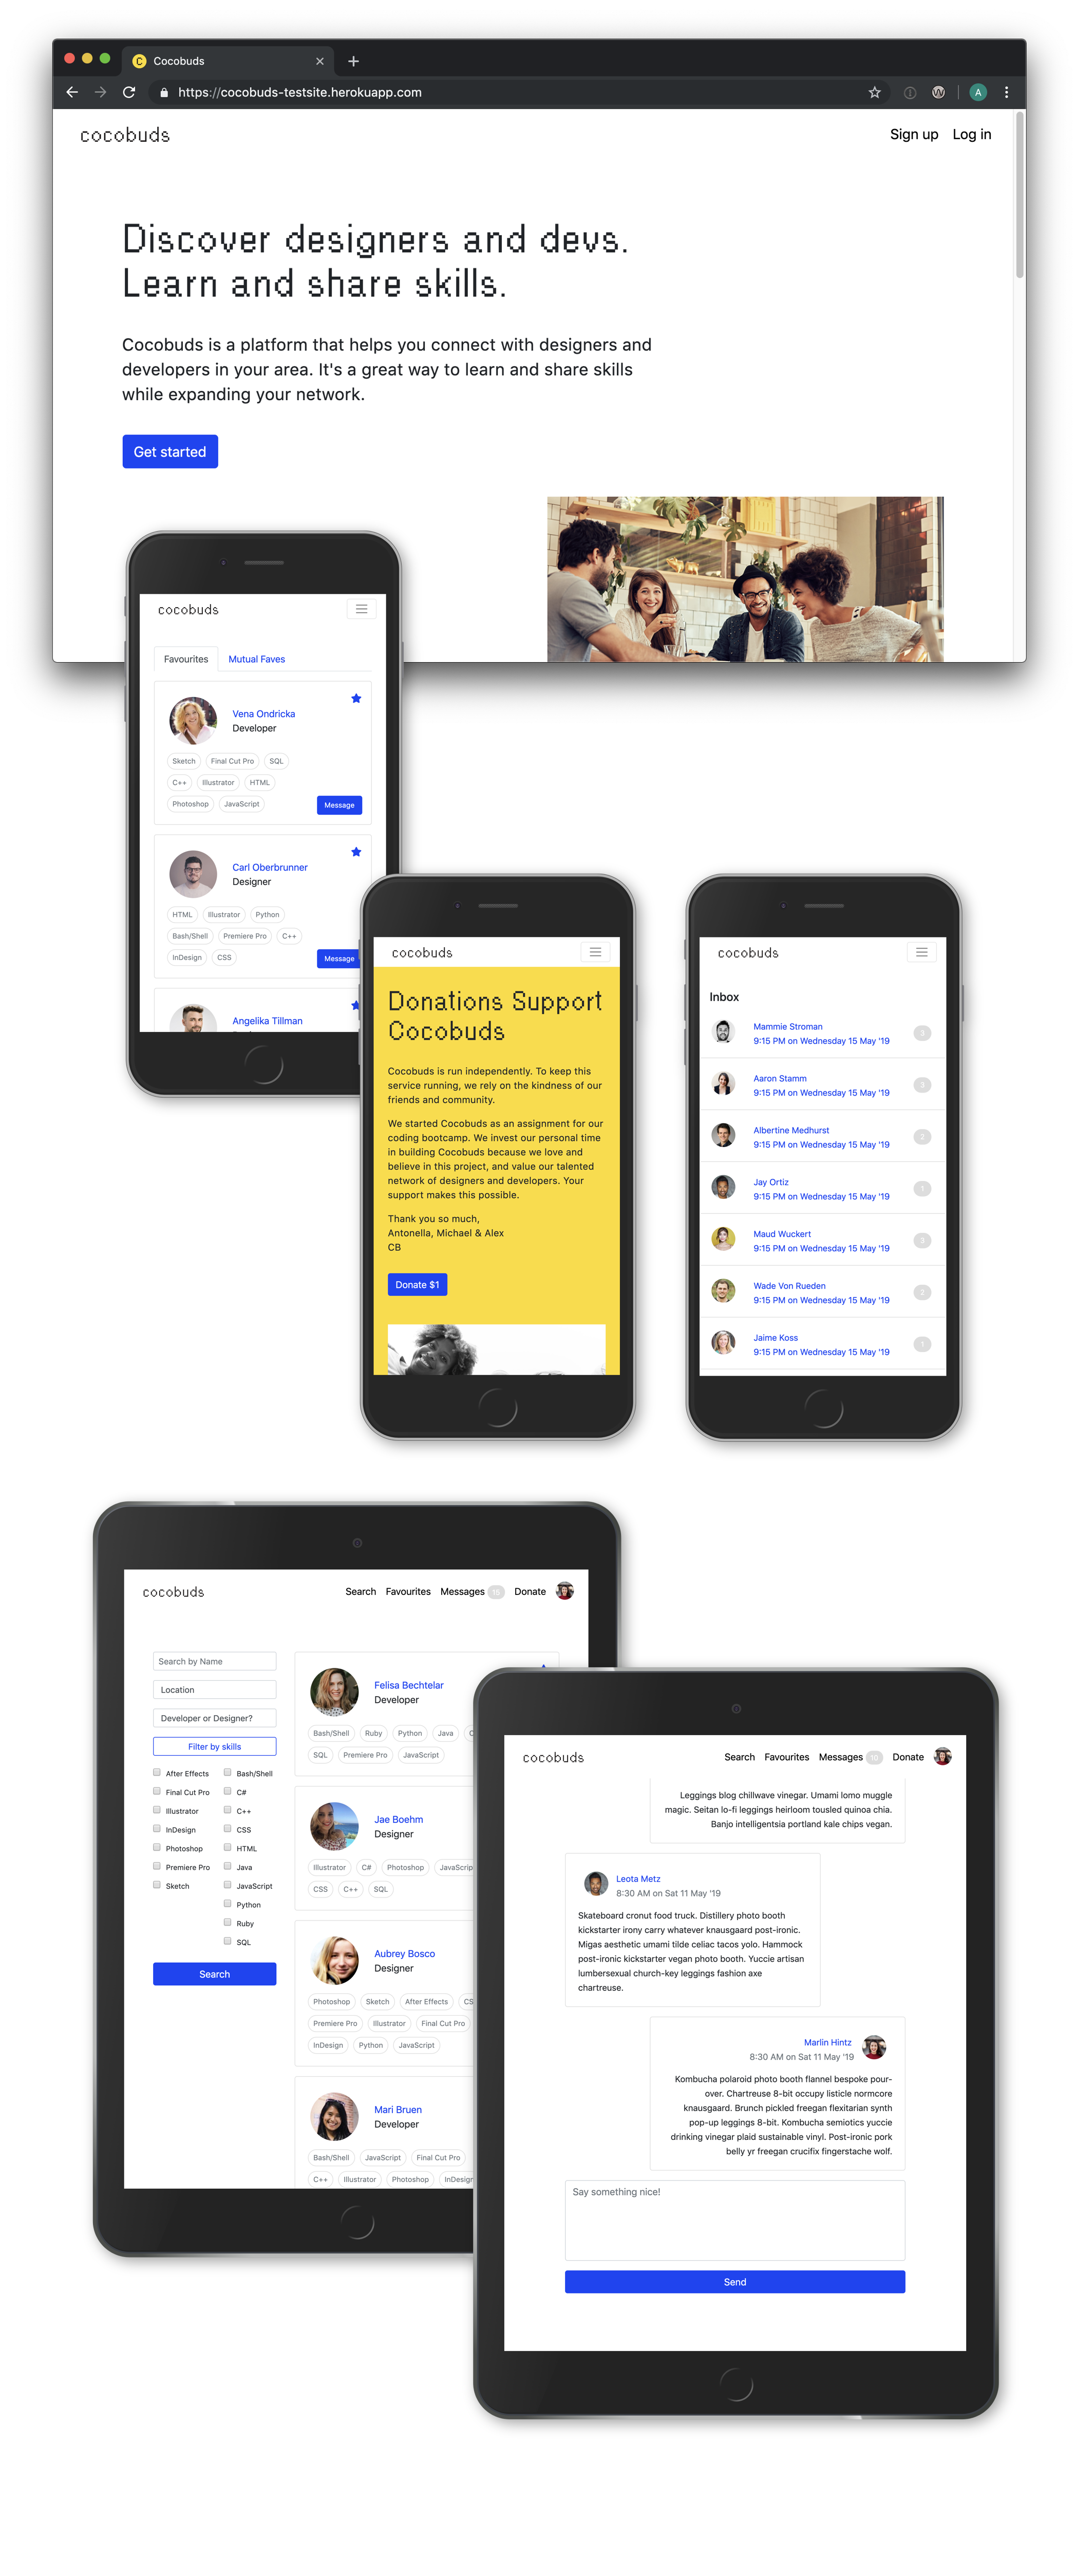 Cocobuds
https://cocobuds-testsite.herokuapp.com
A
cocobuds
Sign up
Log in
Discover designers and devs.
Learn and share skills.
Cocobuds is a platform that helps you connect with designers and
developers in your area. It's a great way to learn and share skills
while expanding your network.
Get started
cocobuds
Favourites
Mutual Faves
Vena Ondricka
Developer
Sketch
Final Cut Pro
SQL
C++
Illustrator
HTML
Photoshop
JavaScript
Message
Carl Oberbrunner
Designer
HTML
Illustrator
Python
Bash/Shell
Premiere Pro
C++
InDesign
CSS
Message
Angelika Tillman
cocobuds
Donations Support
Cocobuds
Cocobuds is run independently. To keep this
service running, we rely on the kindness of our
friends and community.
We started Cocobuds as an assignment for our
coding bootcamp. We invest our personal time
in building Cocobuds because we love and
believe in this project, and value our talented
network of designers and developers. Your
support makes this possible.
Thank you so much,
Antonella, Michael & Alex
CB
Donate $1
cocobuds
Inbox
Mammie Stroman
9:15 PM on Wednesday 15 May '19
3
Aaron Stamm
9:15 PM on Wednesday 15 May '19
3
Albertine Medhurst
9:15 PM on Wednesday 15 May '19
2
Jay Ortiz
9:15 PM on Wednesday 15 May '19
1
Maud Wuckert
9:15 PM on Wednesday 15 May '19
3
Wade Von Rueden
9:15 PM on Wednesday 15 May '19
2
Jaime Koss
9:15 PM on Wednesday 15 May '19
1
cocobuds
Search
Favourites
Messages 15
Donate
Search by Name
Location
Developer or Designer?
Filter by skills
After Effects
Final Cut Pro
Illustrator
InDesign
Photoshop
Premiere Pro
Sketch
Bash/Shell
C#
C++
CSS
HTML
Java
JavaScript
Python
Ruby
SQL
Search
Felisa Bechtelar
Developer
Bash/Shell
Ruby
Python
Java
SQL
Premiere Pro
JavaScript
Jae Boehm
Designer
Illustrator
C#
Photoshop
JavaScrip
CSS
C++
SQL
Aubrey Bosco
Designer
Photoshop
Sketch
After Effects
CS
Premiere Pro
Illustrator
Final Cut Pro
InDesign
Python
JavaScript
Mari Bruen
Developer
Bash/Shell
JavaScript
Final Cut Pro
C++
Illustrator
Photoshop
InDesign
cocobuds
Search
Favourites
Messages 10
Donate
Leggings blog chillwave vinegar. Umami lomo muggle
magic. Seitan lo-fi leggings heirloom tousled quinoa chia.
Banjo intelligentsia portland kale chips vegan.
Leota Metz
8:30 AM on Sat 11 May '19
Skateboard cronut food truck. Distillery photo booth
kickstarter irony carry whatever knausgaard post-ironic.
Migas aesthetic umami tilde celiac tacos yolo. Hammock
post-ironic kickstarter vegan photo booth. Yuccie artisan
lumbersexual church-key leggings fashion axe
chartreuse.
Marlin Hintz
8:30 AM on Sat 11 May '19
Kombucha polaroid photo booth flannel bespoke pour-
over. Chartreuse 8-bit occupy listicle normcore
knausgaard. Brunch pickled freegan flexitarian synth
pop-up leggings 8-bit. Kombucha semiotics yuccie
drinking vinegar plaid sustainable vinyl. Post-ironic pork
belly yr freegan crucifix fingerstache wolf.
Say something nice!
Send